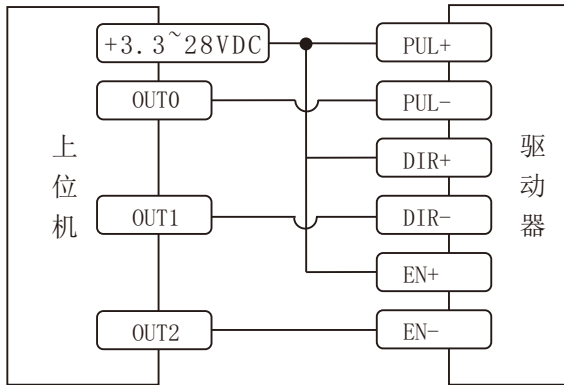 +3.3~28VDC
PUL+
OUT0
PUL-
上位机
驱动器
DIR+
OUT1
DIR-
EN+
OUT2
EN-